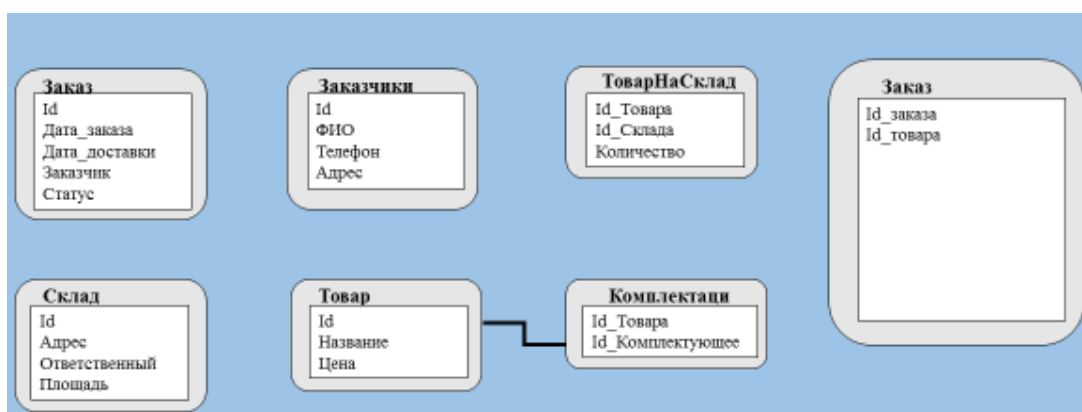 Заказ
Id
Дата_заказа
Дата_доставки
Заказчик
Статус
Заказчики
Id
ФИО
Телефон
Адрес
ТоварНаСклад
Id_Товара
Id_Склада
Количество
Заказ
Id_заказа
Id_товара
Склад
Id
Адрес
Ответственный
Площадь
Товар
Id
Название
Цена
Комплектаци
Id_Товара
Id_Комплектующее